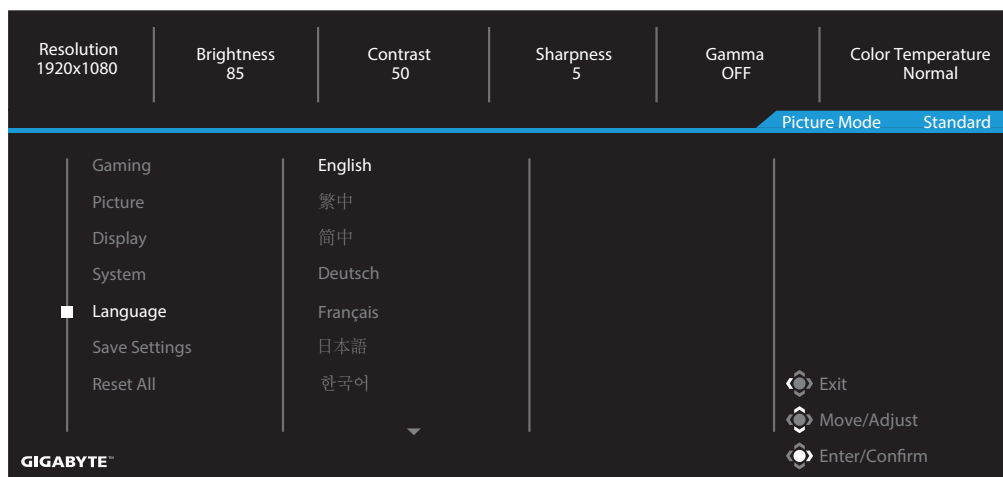 Resolution
1920x1080
Brightness
85
Contrast
50
Sharpness
5
Gamma
OFF
Color Temperature
Normal
Picture Mode Standard
Gaming
Picture
Display
System
Language
Save Settings
Reset All
English
繁中
简中
Deutsch
Français
日本語
한국어
Exit
Move/Adjust
Enter/Confirm
GIGABYTE™